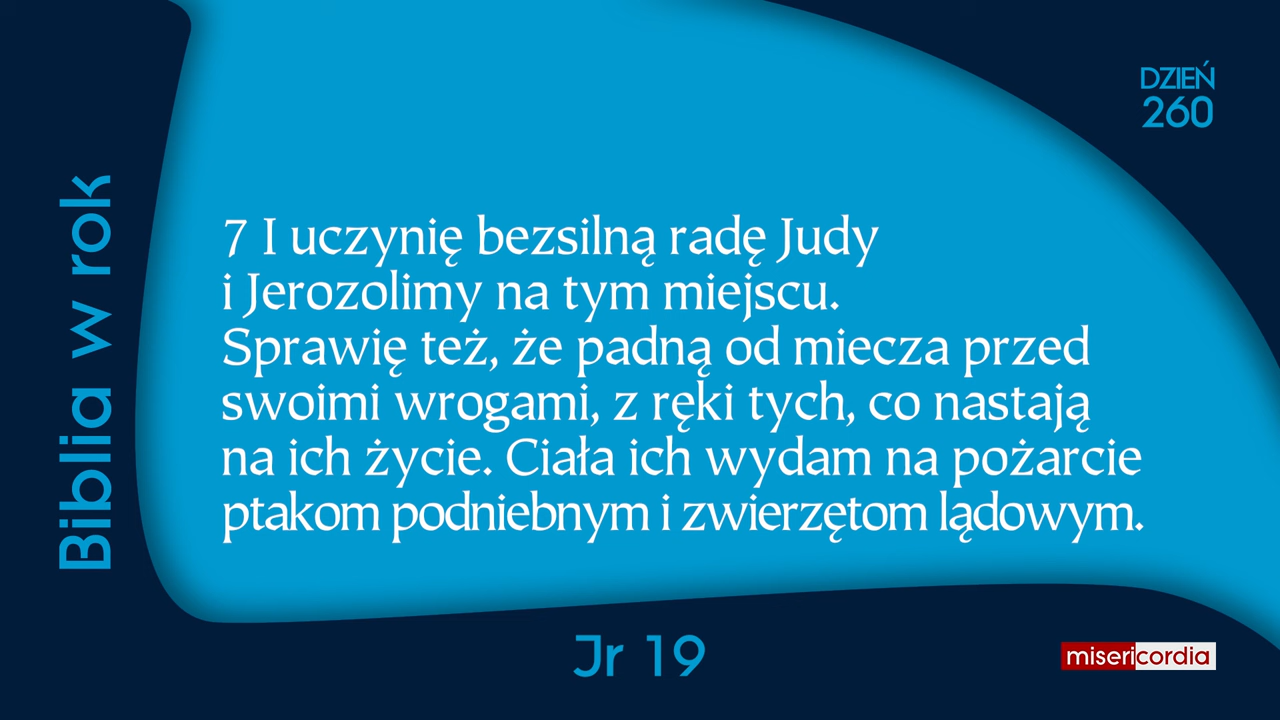 DZIEŃ
260
Biblia w rok
7 I uczynię bezsilną radę Judy
i Jerozolimy na tym miejscu.
Sprawię też, że padną od miecza przed
swoimi wrogami, z ręki tych, co nastają
na ich życie. Ciała ich wydam na pożarcie
ptakom podniebnym i zwierzętom lądowym.
Jr 19
misericordia